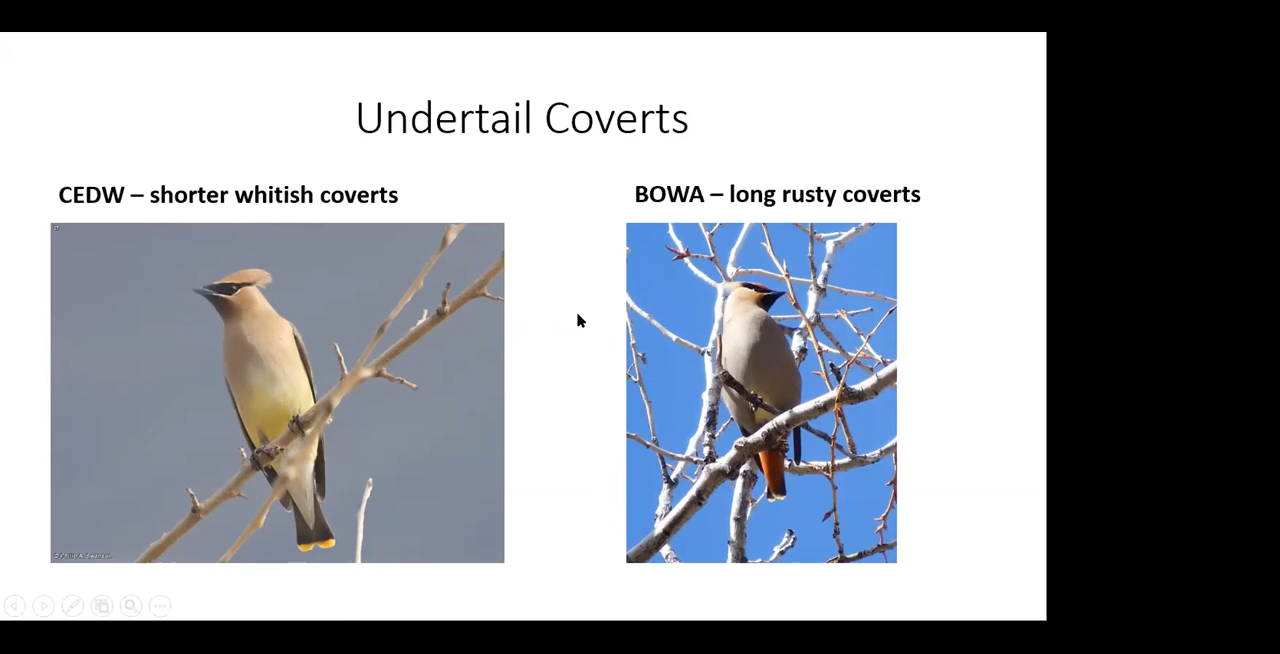 Undertail Coverts
CEDW – shorter whitish coverts
BOWA – long rusty coverts